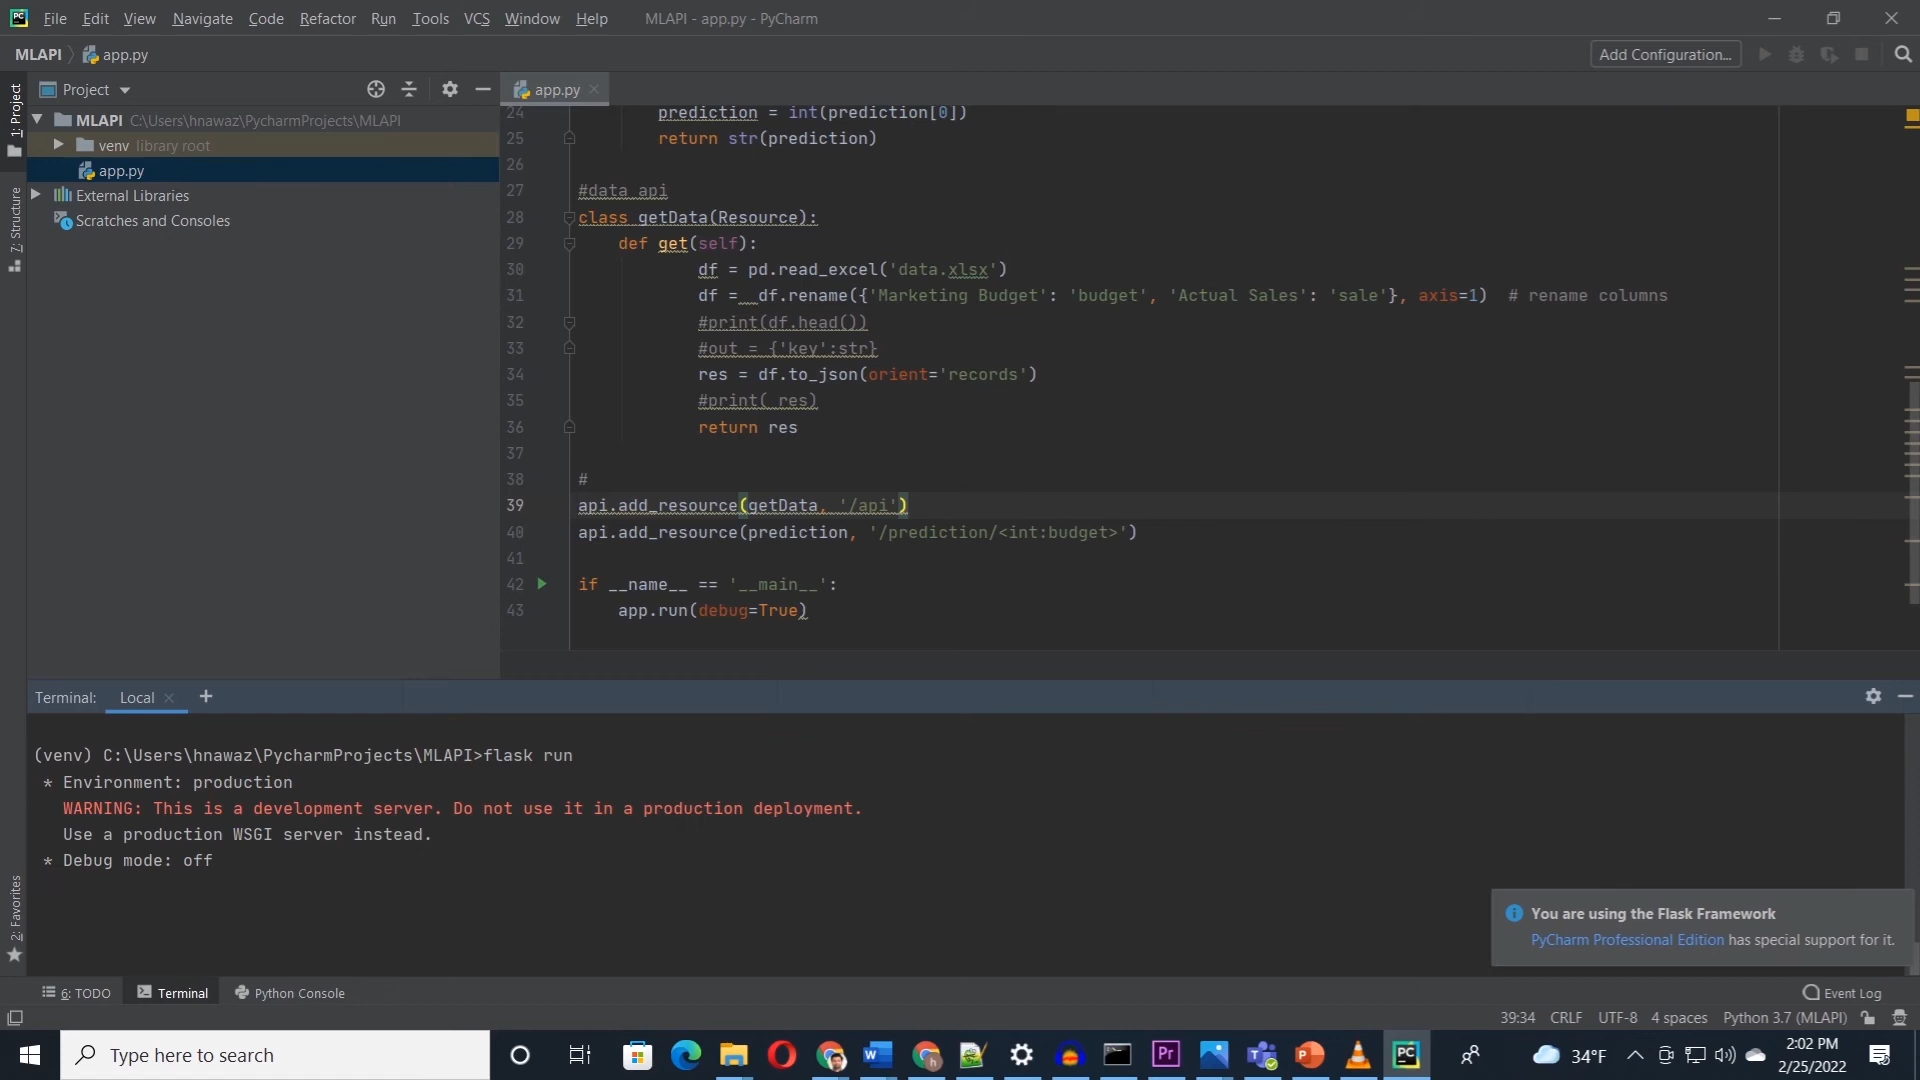 File Edit View Navigate Code Refactor Run Tools VCS Window Help MLAPI - app.py - PyCharm
MLAPI app.py Add Configuration...
1: Project
7: Structure
2: Favorites
Project
MLAPI C:\Users\hnawaz\PycharmProjects\MLAPI
venv library root
app.py
External Libraries
Scratches and Consoles
app.py
24 prediction = int(prediction[0])
25 return str(prediction)
26
27 #data api
28 class getData(Resource):
29 def get(self):
30 df = pd.read_excel('data.xlsx')
31 df =  df.rename({'Marketing Budget': 'budget', 'Actual Sales': 'sale'}, axis=1)  # rename columns
32 #print(df.head())
33 #out = {'key':str}
34 res = df.to_json(orient='records')
35 #print( res)
36 return res
37
38 #
39 api.add_resource(getData, '/api')
40 api.add_resource(prediction, '/prediction/<int:budget>')
41
42 if __name__ == '__main__':
43 app.run(debug=True)
Terminal: Local
(venv) C:\Users\hnawaz\PycharmProjects\MLAPI>flask run
* Environment: production
WARNING: This is a development server. Do not use it in a production deployment.
Use a production WSGI server instead.
* Debug mode: off
You are using the Flask Framework
PyCharm Professional Edition has special support for it.
6: TODO Terminal Python Console Event Log
39:34 CRLF UTF-8 4 spaces Python 3.7 (MLAPI)
Type here to search
34°F
2:02 PM
2/25/2022